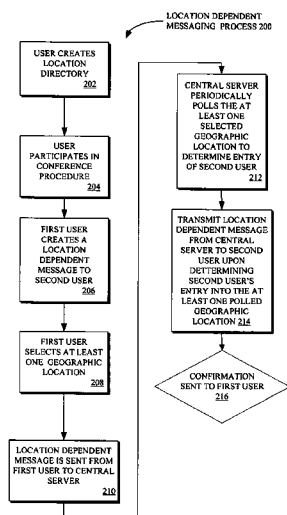 LOCATION DEPENDENT
MESSAGING PROCESS 200
USER CREATES
LOCATION
DIRECTORY
202
USER
PARTICIPATES IN
CONFERENCE
PROCEDURE
204
FIRST USER
CREATES A
LOCATION
DEPENDENT
MESSAGE TO
SECOND USER
206
FIRST USER
SELECTS AT LEAST
ONE GEOGRAPHIC
LOCATION
208
LOCATION DEPENDENT
MESSAGE IS SENT FROM
FIRST USER TO CENTRAL
SERVER
210
CENTRAL SERVER
PERIODICALLY
POLLS THE AT
LEAST ONE
SELECTED
GEOGRAPHIC
LOCATION TO
DETERMINE ENTRY
OF SECOND USER
212
TRANSMIT LOCATION
DEPENDENT MESSAGE
FROM CENTRAL
SERVER TO SECOND
USER UPON
DETTERMINING
SECOND USER'S
ENTRY INTO THE AT
LEAST ONE POLLED
GEOGRAPHIC
LOCATION 214
CONFIRMATION
SENT TO FIRST USER
216